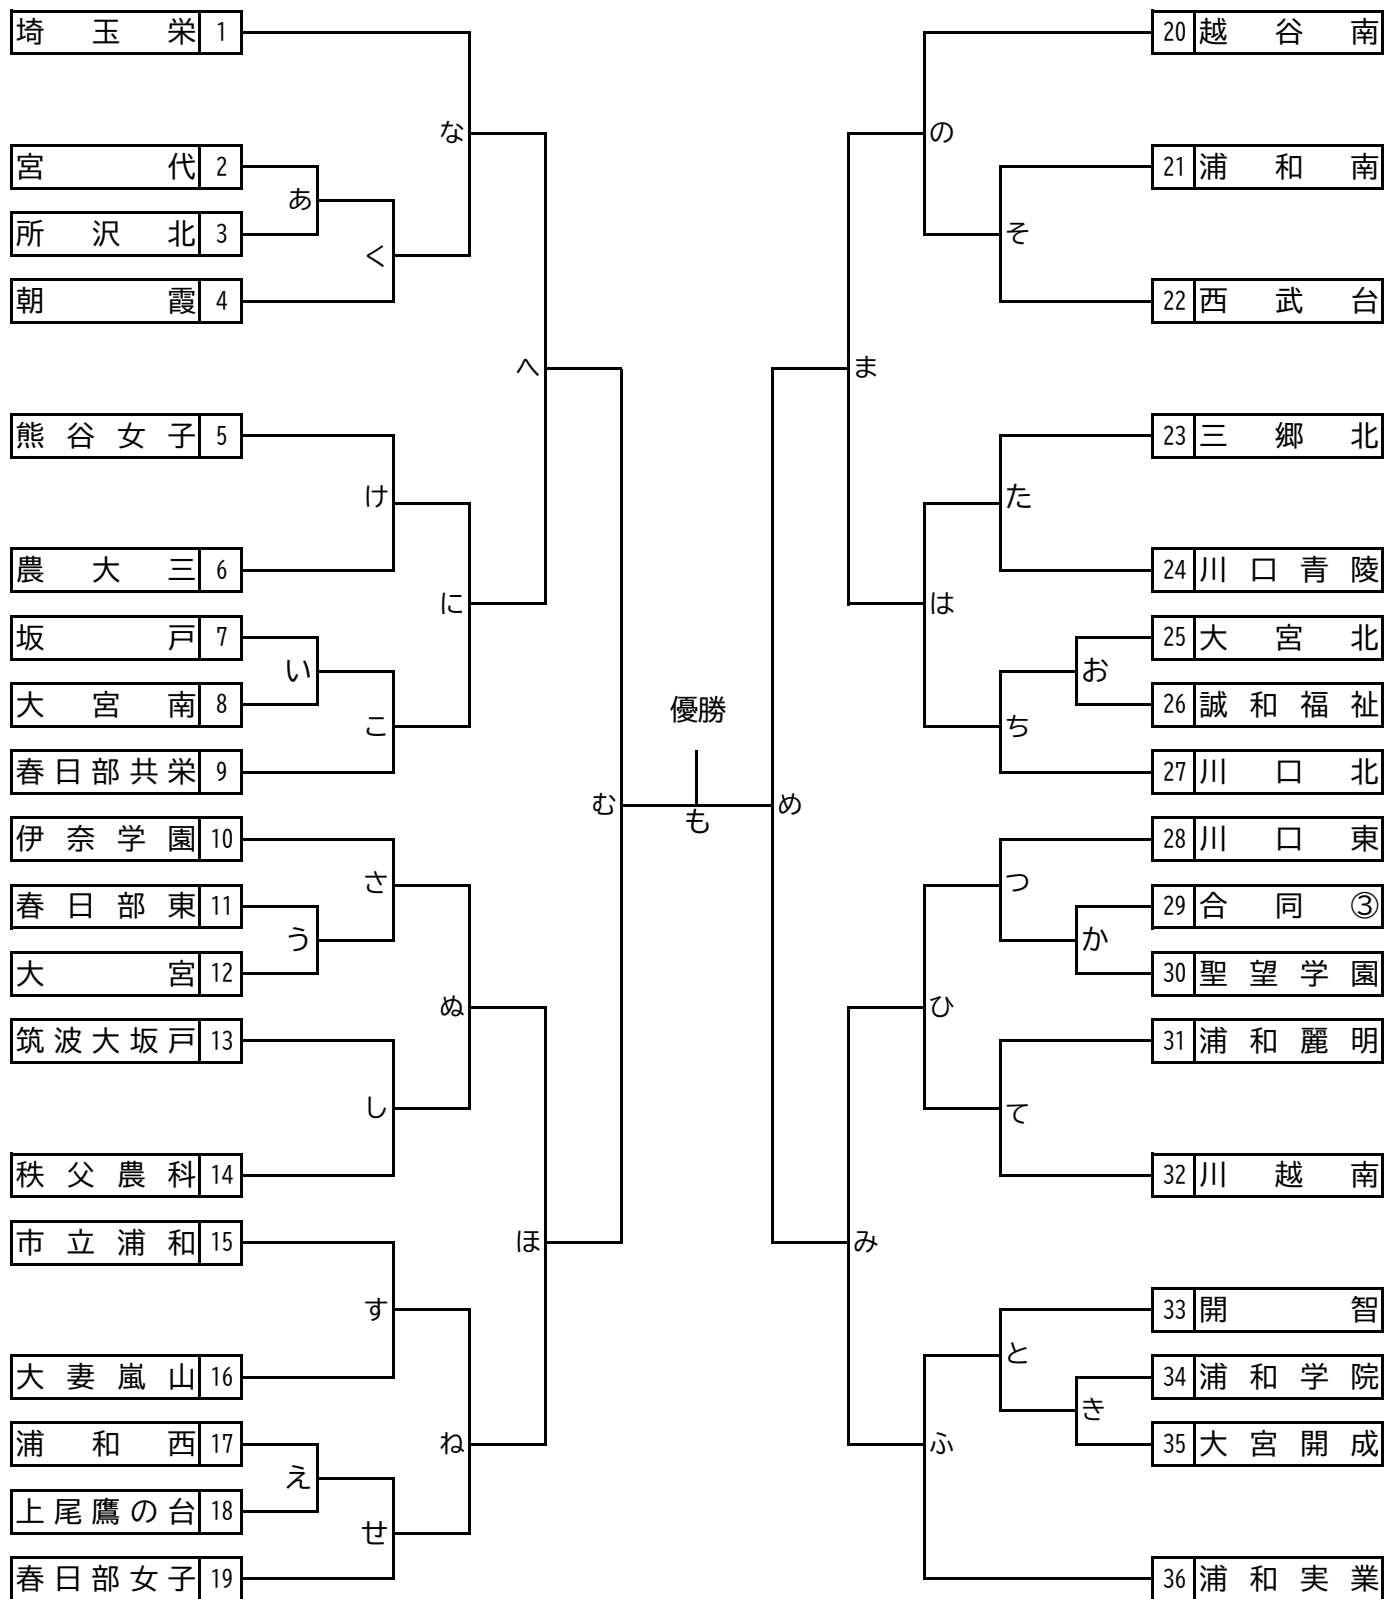 埼玉栄 1
な
宮代 2
あ
所沢北 3
く
朝霞 4
へ
熊谷女子 5
け
農大三 6
に
坂戸 7
い
大宮南 8
こ
春日部共栄 9
む
伊奈学園 10
さ
春日部東 11
う
大宮 12
ぬ
筑波大坂戸 13
し
秩父農科 14
市立浦和 15
ほ
す
大妻嵐山 16
浦和西 17
ね
え
上尾鷹の台 18
せ
春日部女子 19
優勝
も
20 越谷南
の
21 浦和南
そ
22 西武台
ま
23 三郷北
た
24 川口青陵
は
25 大宮北
お
26 誠和福祉
ち
27 川口北
め
28 川口東
つ
29 合同③
か
30 聖望学園
ひ
31 浦和麗明
て
32 川越南
み
33 開智
と
34 浦和学院
き
35 大宮開成
ふ
36 浦和実業